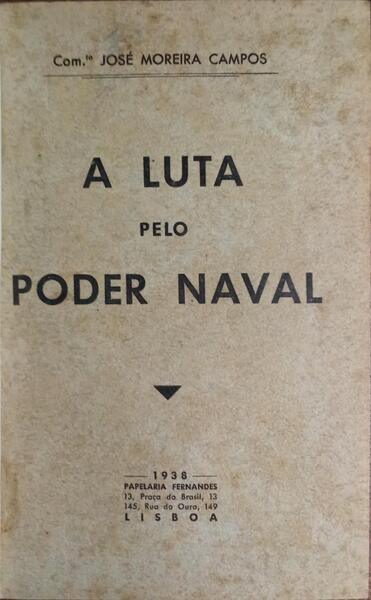 Com.te JOSÉ MOREIRA CAMPOS
A LUTA
PELO
PODER NAVAL
1938
PAPELARIA FERNANDES
13, Praça do Brasil, 13
145, Rua do Ouro, 149
LISBOA